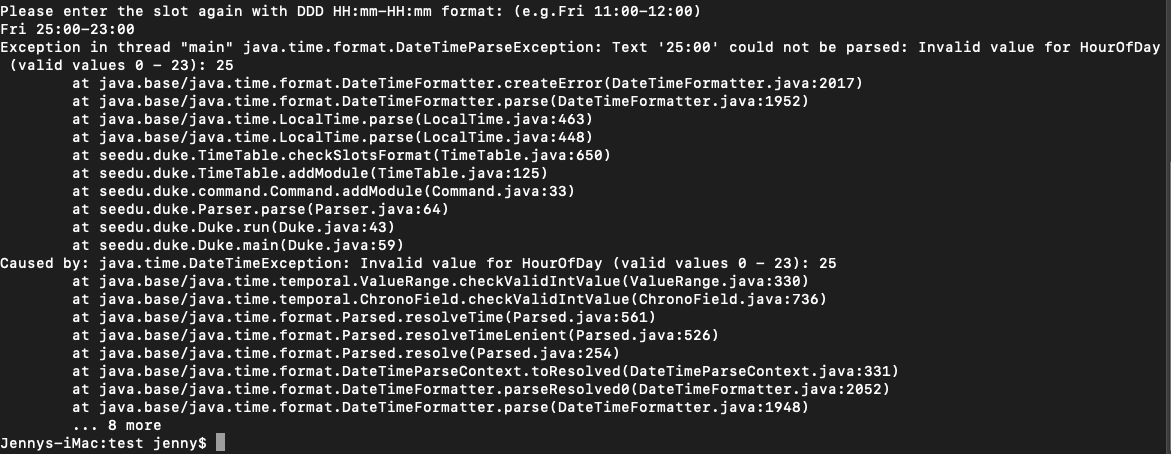 Please enter the slot again with DDD HH:mm-HH:mm format: (e.g.Fri 11:00-12:00)
Fri 25:00-23:00
Exception in thread "main" java.time.format.DateTimeParseException: Text '25:00' could not be parsed: Invalid value for HourOfDay
(valid values 0 - 23): 25
at java.base/java.time.format.DateTimeFormatter.createError(DateTimeFormatter.java:2017)
at java.base/java.time.format.DateTimeFormatter.parse(DateTimeFormatter.java:1952)
at java.base/java.time.LocalTime.parse(LocalTime.java:463)
at java.base/java.time.LocalTime.parse(LocalTime.java:448)
at seedu.duke.TimeTable.checkSlotsFormat(TimeTable.java:650)
at seedu.duke.TimeTable.addModule(TimeTable.java:125)
at seedu.duke.command.Command.addModule(Command.java:33)
at seedu.duke.Parser.parse(Parser.java:64)
at seedu.duke.Duke.run(Duke.java:43)
at seedu.duke.Duke.main(Duke.java:59)
Caused by: java.time.DateTimeException: Invalid value for HourOfDay (valid values 0 - 23): 25
at java.base/java.time.temporal.ValueRange.checkValidIntValue(ValueRange.java:330)
at java.base/java.time.temporal.ChronoField.checkValidIntValue(ChronoField.java:736)
at java.base/java.time.format.Parsed.resolveTime(Parsed.java:561)
at java.base/java.time.format.Parsed.resolveTimeLenient(Parsed.java:526)
at java.base/java.time.format.Parsed.resolve(Parsed.java:254)
at java.base/java.time.format.DateTimeParseContext.toResolved(DateTimeParseContext.java:331)
at java.base/java.time.format.DateTimeFormatter.parseResolved0(DateTimeFormatter.java:2052)
at java.base/java.time.format.DateTimeFormatter.parse(DateTimeFormatter.java:1948)
... 8 more
Jennys-iMac:test jenny$